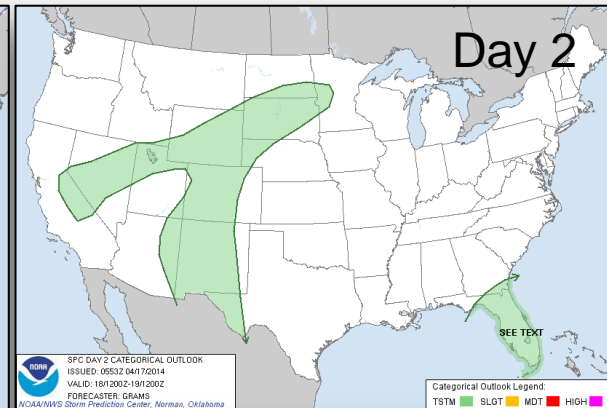 Day 2
SEE TEXT
NOAA
SPC DAY 2 CATEGORICAL OUTLOOK
ISSUED: 0553Z 04/17/2014
VALID: 18/1200Z-19/1200Z
FORECASTER: GRAMS
NOAA/NWS Storm Prediction Center, Norman, Oklahoma
Categorical Outlook Legend:
TSTM SLGT MDT HIGH